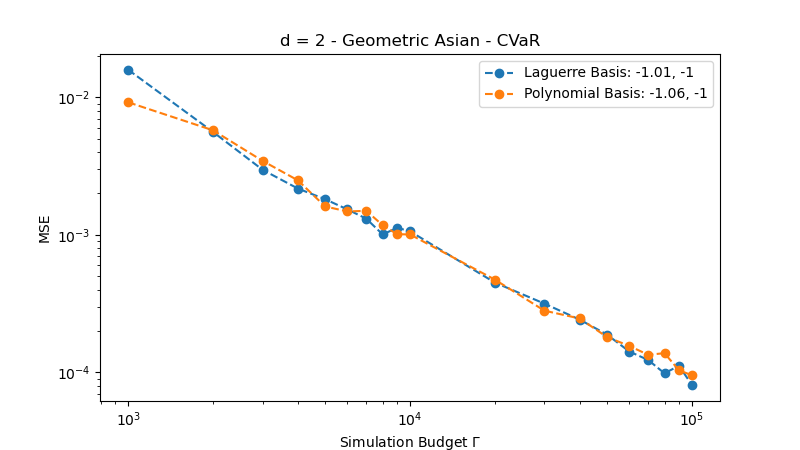 d = 2 - Geometric Asian - CVaR
Laguerre Basis: -1.01, -1
Polynomial Basis: -1.06, -1
MSE
10⁻²
10⁻³
10⁻⁴
10³
10⁴
10⁵
Simulation Budget Γ